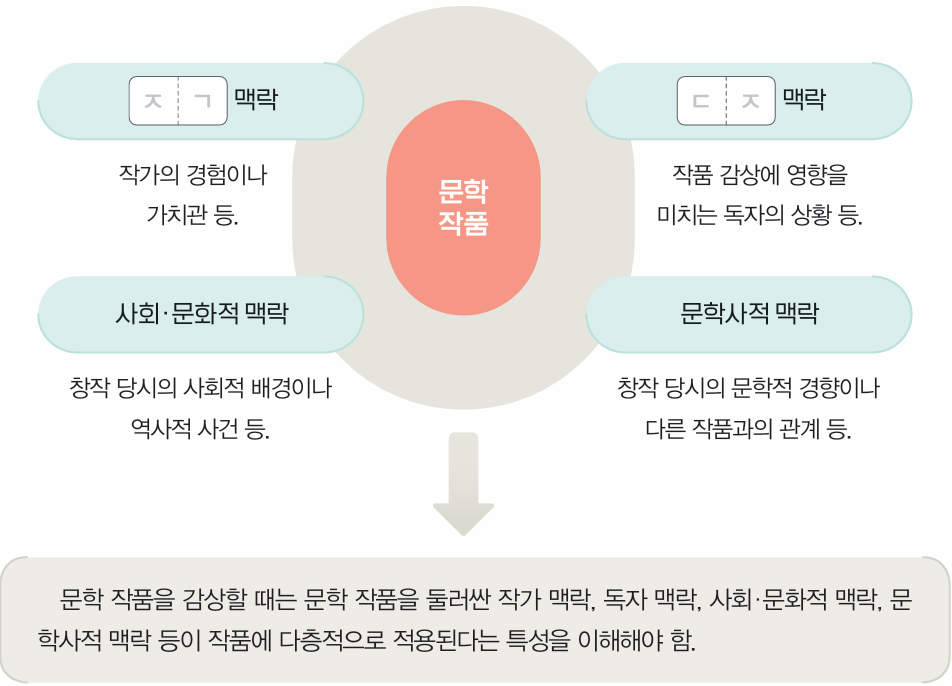 ㅈ ㄱ 맥락
작가의 경험이나
가치관 등.
ㄷ ㅈ 맥락
작품 감상에 영향을
미치는 독자의 상황 등.
문학
작품
사회·문화적 맥락
창작 당시의 사회적 배경이나
역사적 사건 등.
문학사적 맥락
창작 당시의 문학적 경향이나
다른 작품과의 관계 등.
문학 작품을 감상할 때는 문학 작품을 둘러싼 작가 맥락, 독자 맥락, 사회·문화적 맥락, 문
학사적 맥락 등이 작품에 다층적으로 적용된다는 특성을 이해해야 함.